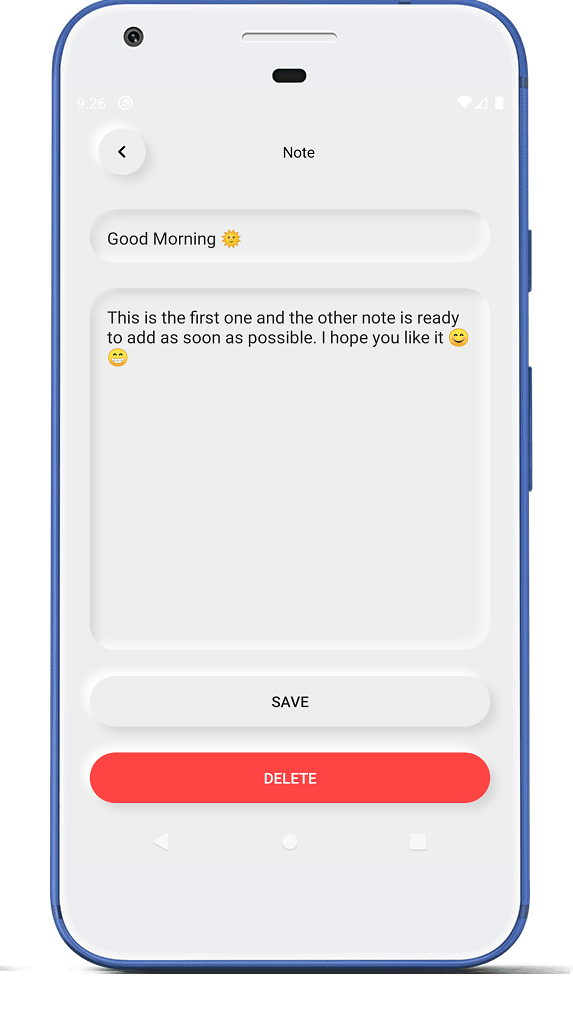 9:26
Note
Good Morning 🌞
This is the first one and the other note is ready
to add as soon as possible. I hope you like it 😊
😁
SAVE
DELETE